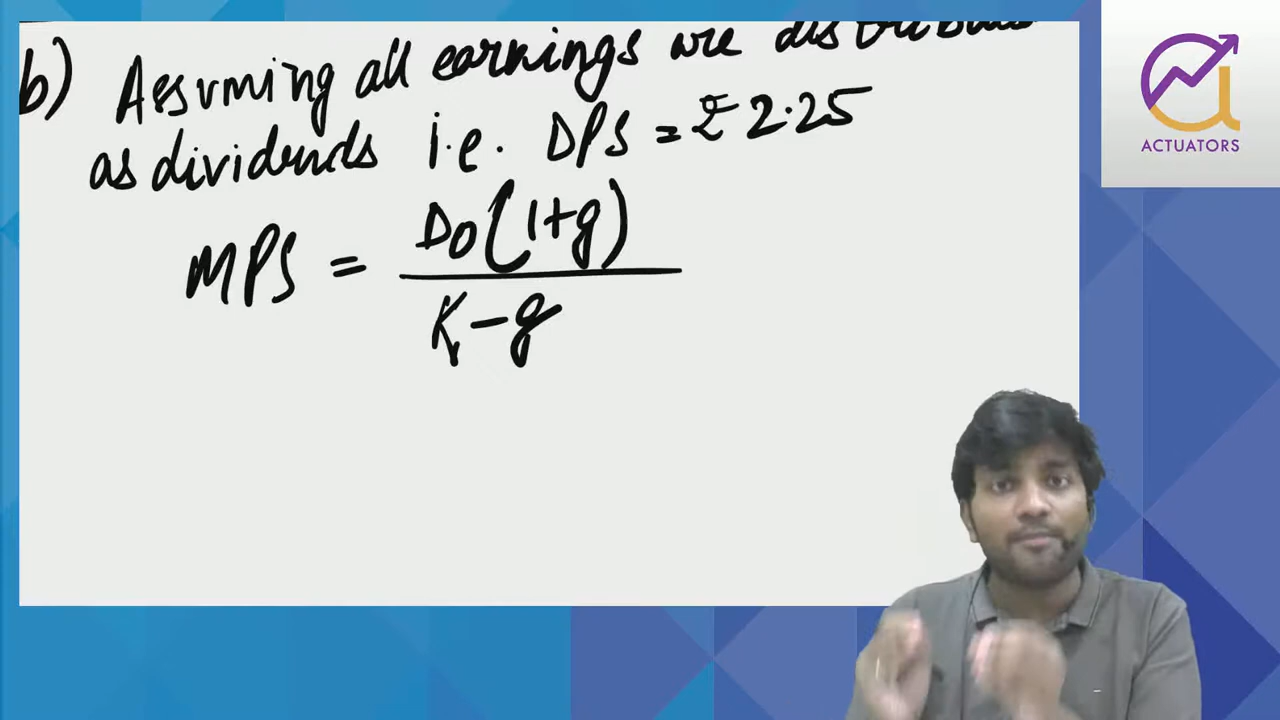 b) Assuming all earnings are
as dividends i.e. DPS = ₹ 2.25
MPS = D0(1+g)
K-g
ACTUATORS